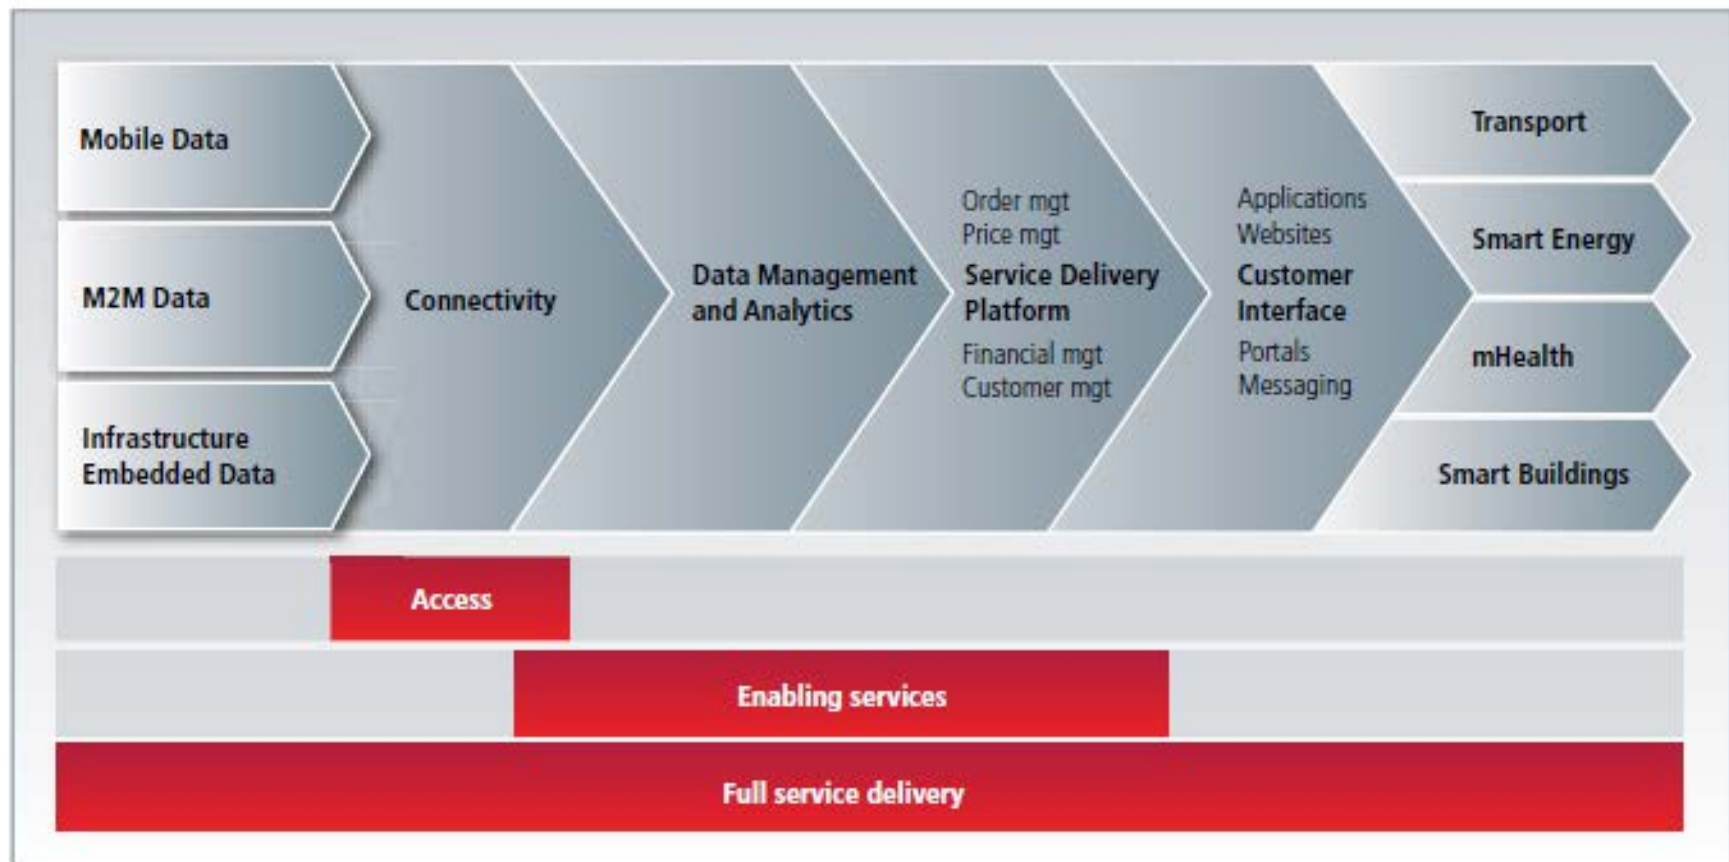 Mobile Data
M2M Data
Infrastructure
Embedded Data
Connectivity
Data Management
and Analytics
Order mgt
Price mgt
Service Delivery
Platform
Financial mgt
Customer mgt
Applications
Websites
Customer
Interface
Portals
Messaging
Transport
Smart Energy
mHealth
Smart Buildings
Access
Enabling services
Full service delivery